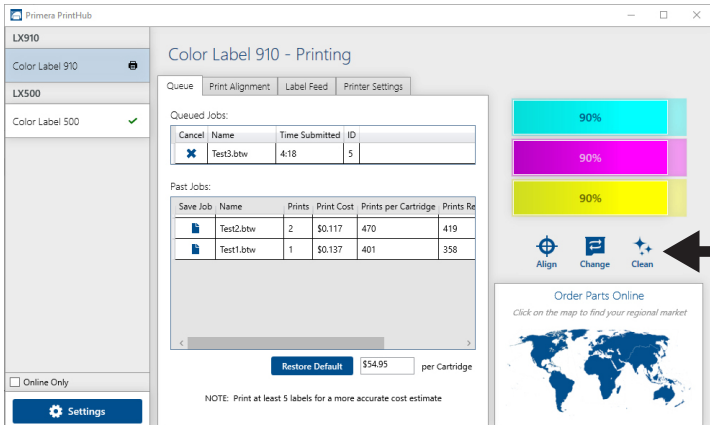 Primera PrintHub
LX910
Color Label 910
LX500
Color Label 500
Online Only
Settings
Color Label 910 - Printing
Queue Print Alignment Label Feed Printer Settings
Queued Jobs:
Cancel Name Time Submitted ID
Test3.btw 4:18 5
Past Jobs:
Save Job Name Prints Print Cost Prints per Cartridge Prints Re
Test2.btw 2 $0.117 470 419
Test1.btw 1 $0.137 401 358
Restore Default $54.95 per Cartridge
NOTE: Print at least 5 labels for a more accurate cost estimate
90%
90%
90%
Align Change Clean
Order Parts Online
Click on the map to find your regional market